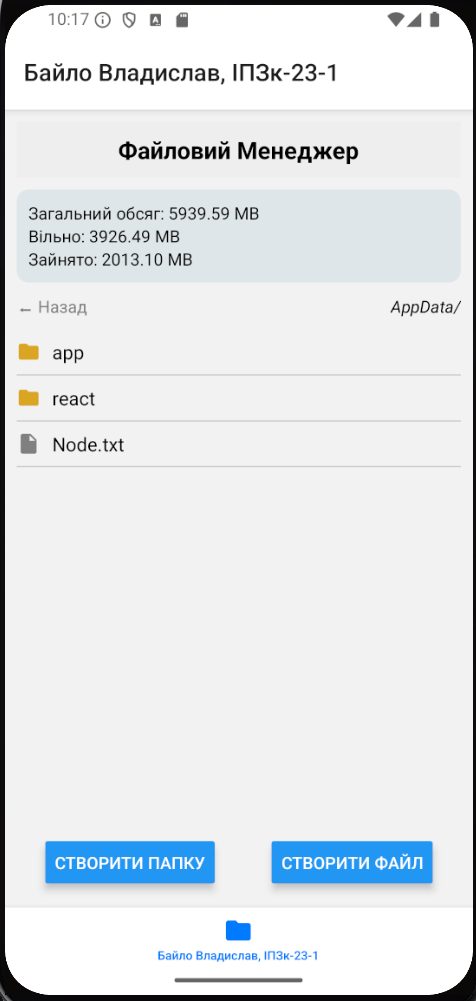 10:17
Байло Владислав, ІПЗк-23-1
Файловий Менеджер
Загальний обсяг: 5939.59 MB
Вільно: 3926.49 MB
Зайнято: 2013.10 MB
← Назад AppData/
app
react
Node.txt
СТВОРИТИ ПАПКУ СТВОРИТИ ФАЙЛ
Байло Владислав, ІПЗк-23-1